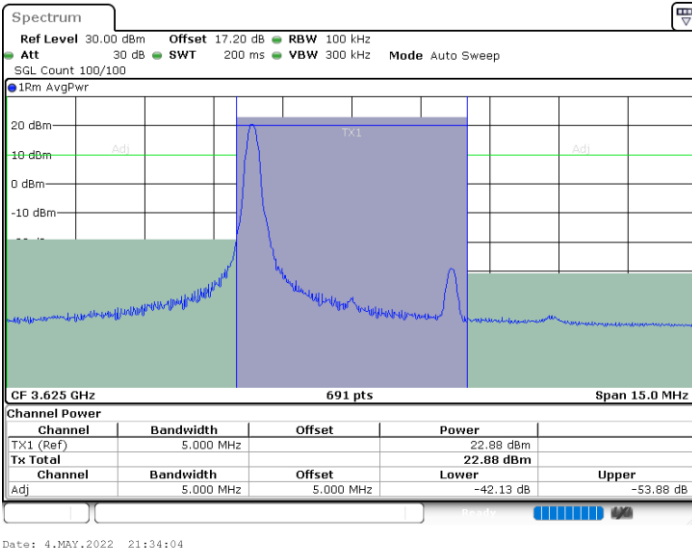 Spectrum
Ref Level 30.00 dBm Offset 17.20 dB RBW 100 kHz
Att 30 dB SWT 200 ms VBW 300 kHz Mode Auto Sweep
SGL Count 100/100
1Rm AvgPwr
20 dBm
TX1
Adj
Adj
10 dBm
0 dBm
-10 dBm
CF 3.625 GHz 691 pts Span 15.0 MHz
Channel Power
Channel Bandwidth Offset Power
TX1 (Ref) 5.000 MHz 22.88 dBm
Tx Total 22.88 dBm
Channel Bandwidth Offset Lower Upper
Adj 5.000 MHz 5.000 MHz -42.13 dB -53.88 dB
Ready
Date: 4.MAY.2022 21:34:04